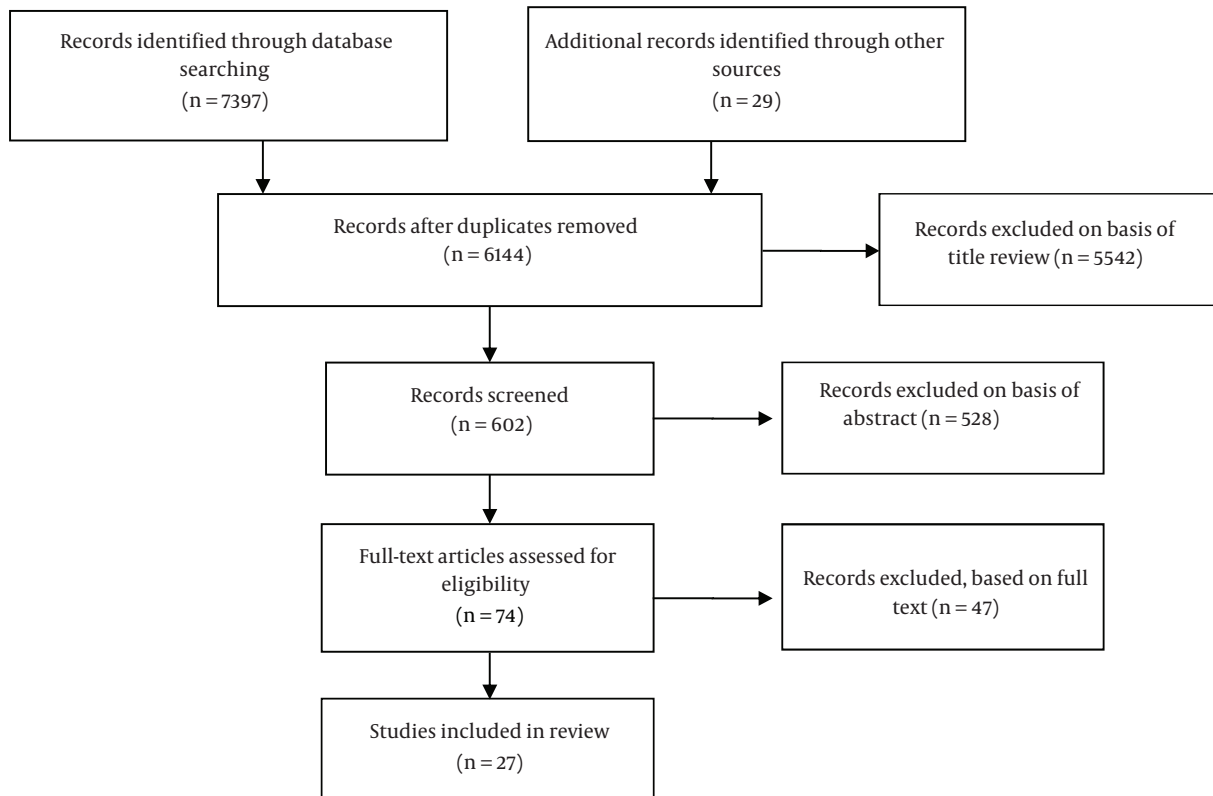 Records identified through database
searching
(n = 7397)
Additional records identified through other
sources
(n = 29)
Records after duplicates removed
(n = 6144)
Records excluded on basis of
title review (n = 5542)
Records screened
(n = 602)
Records excluded on basis of
abstract (n = 528)
Full-text articles assessed for
eligibility
(n = 74)
Records excluded, based on full
text (n = 47)
Studies included in review
(n = 27)